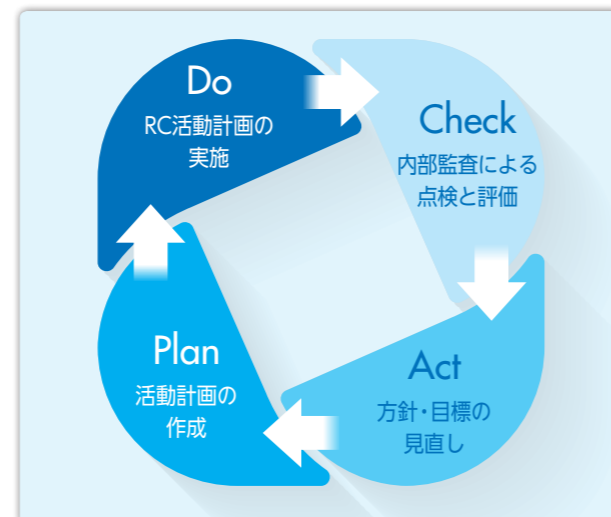 Do
RC活動計画の
実施
Check
内部監査による
点検と評価
Plan
活動計画の
作成
Act
方針・目標の
見直し